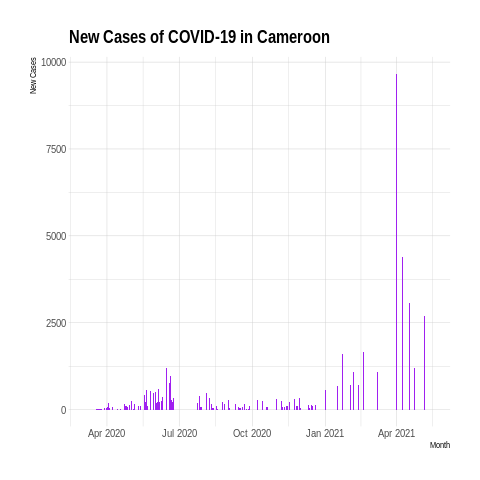 New Cases of COVID-19 in Cameroon
New Cases
10000
7500
5000
2500
0
Apr 2020 Jul 2020 Oct 2020 Jan 2021 Apr 2021
Month